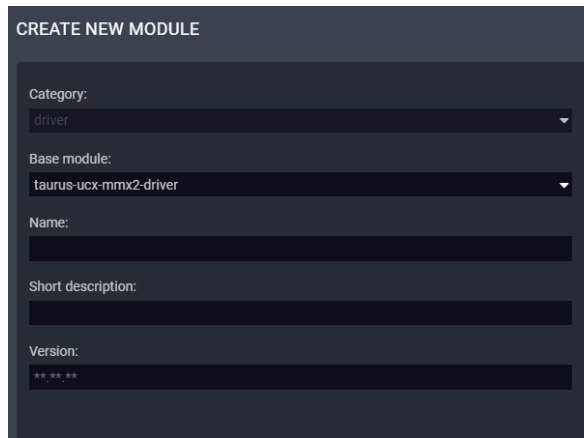 CREATE NEW MODULE
Category:
driver
Base module:
taurus-ucx-mmx2-driver
Name:
Short description:
Version:
**.**.**